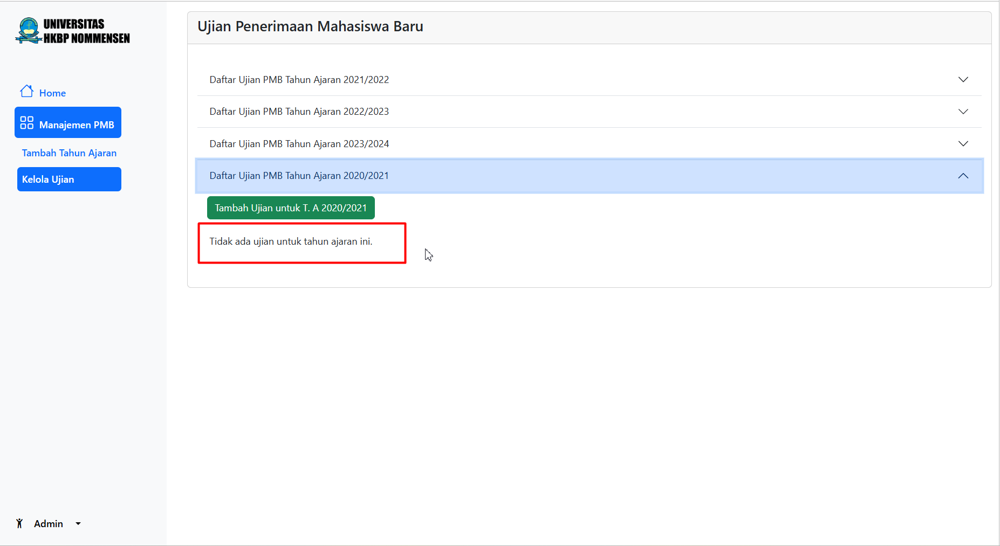 UNIVERSITAS
HKBP NOMMENSEN
Home
Manajemen PMB
Tambah Tahun Ajaran
Kelola Ujian
Admin
Ujian Penerimaan Mahasiswa Baru
Daftar Ujian PMB Tahun Ajaran 2021/2022
Daftar Ujian PMB Tahun Ajaran 2022/2023
Daftar Ujian PMB Tahun Ajaran 2023/2024
Daftar Ujian PMB Tahun Ajaran 2020/2021
Tambah Ujian untuk T. A 2020/2021
Tidak ada ujian untuk tahun ajaran ini.